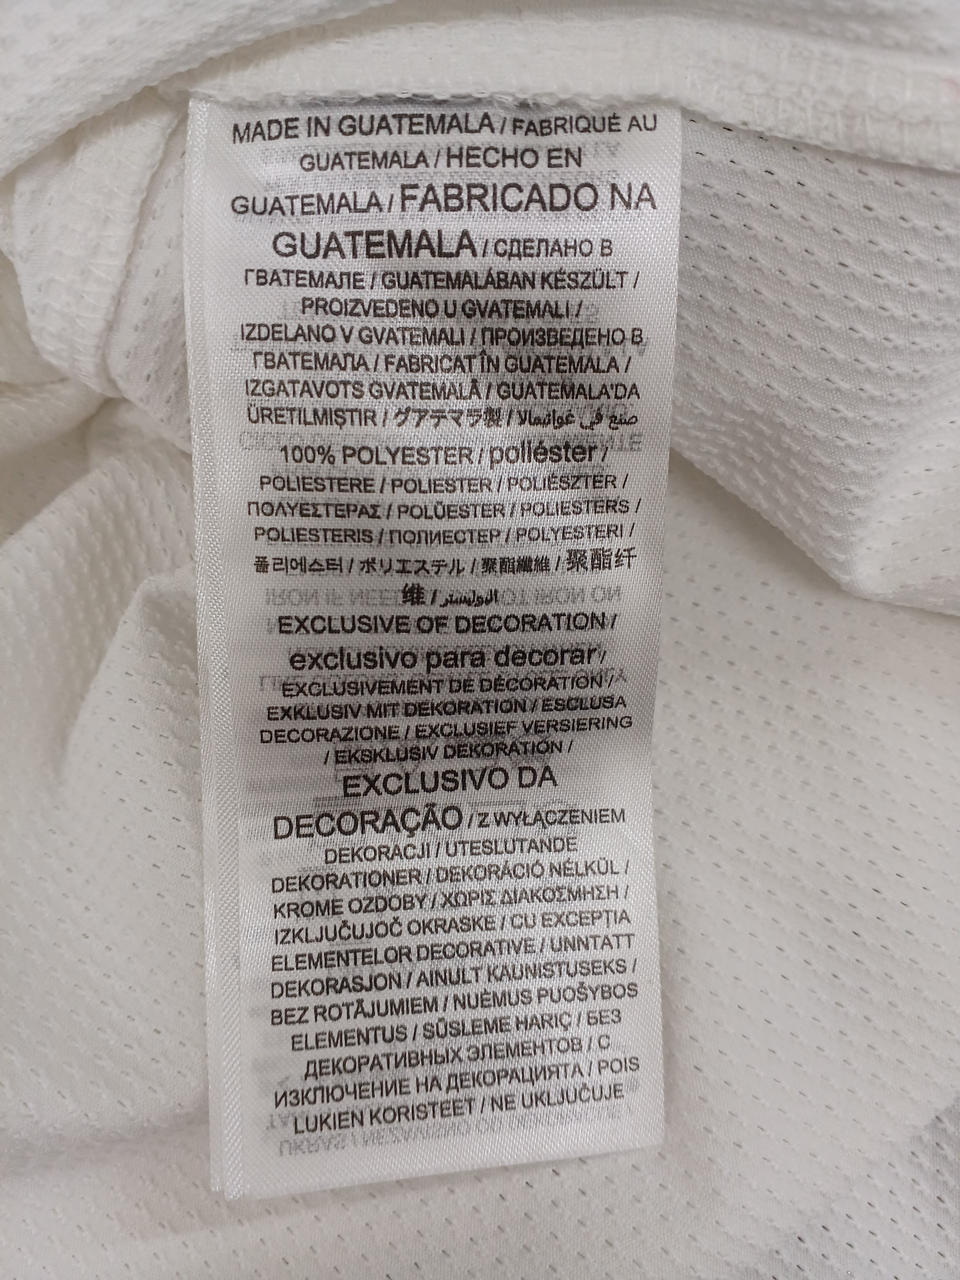 MADE IN GUATEMALA / FABRIQUÉ AU
GUATEMALA / HECHO EN
GUATEMALA / FABRICADO NA
GUATEMALA / СДЕЛАНО В
ГВАТЕМАЛЕ / GUATEMALÁBAN KÉSZÜLT /
PROIZVEDENO U GVATEMALI /
IZDELANO V GVATEMALI / ПРОИЗВЕДЕНО В
ГВАТЕМАЛА / FABRICAT ÎN GUATEMALA /
IZGATAVOTS GVATEMALĀ / GUATEMALA'DA
ÜRETILMIŞTIR / グアテマラ製 / صنع في غواتيمالا
100% POLYESTER / poliéster /
POLIESTERE / POLIESTER / POLIÉSZTER /
ΠΟΛΥΕΣΤΕΡΑΣ / POLÜESTER / POLIESTERS /
POLIESTERIS / ПОЛИЕСТЕР / POLYESTERI /
폴리에스터 / ポリエステル / 聚酯纖維 / 聚酯纤
维 / البوليستر
EXCLUSIVE OF DECORATION /
exclusivo para decorar /
EXCLUSIVEMENT DE DÉCORATION /
EXKLUSIV MIT DEKORATION / ESCLUSA
DECORAZIONE / EXCLUSIEF VERSIERING
/ EKSKLUSIV DEKORATION /
EXCLUSIVO DA
DECORAÇÃO / Z WYŁĄCZENIEM
DEKORACJI / UTESLUTANDE
DEKORATIONER / DEKORÁCIÓ NÉLKÜL /
KROME OZDOBY / ΧΩΡΙΣ ΔΙΑΚΟΣΜΗΣΗ /
IZKLJUČUJOČ OKRASKE / CU EXCEPȚIA
ELEMENTELOR DECORATIVE / UNNTATT
DEKORASJON / AINULT KAUNISTUSEKS /
BEZ ROTĀJUMIEM / NUĖMUS PUOŠYBOS
ELEMENTUS / SÜSLEME HARIÇ / БЕЗ
ДЕКОРАТИВНЫХ ЭЛЕМЕНТОВ / С
ИЗКЛЮЧЕНИЕ НА ДЕКОРАЦИЯТА / POIS
LUKIEN KORISTEET / NE UKLJUČUJE